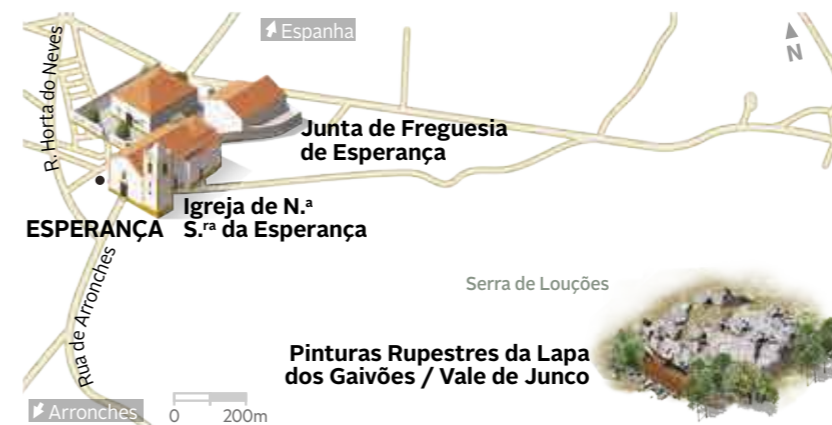 Espanha
N
R. Horta do Neves
Junta de Freguesia
de Esperança
Igreja de N.ª
S.ʳᵃ da Esperança
ESPERANÇA
Rua de Arronches
Serra de Louções
Pinturas Rupestres da Lapa
dos Gaivões / Vale de Junco
Arronches
0 200m